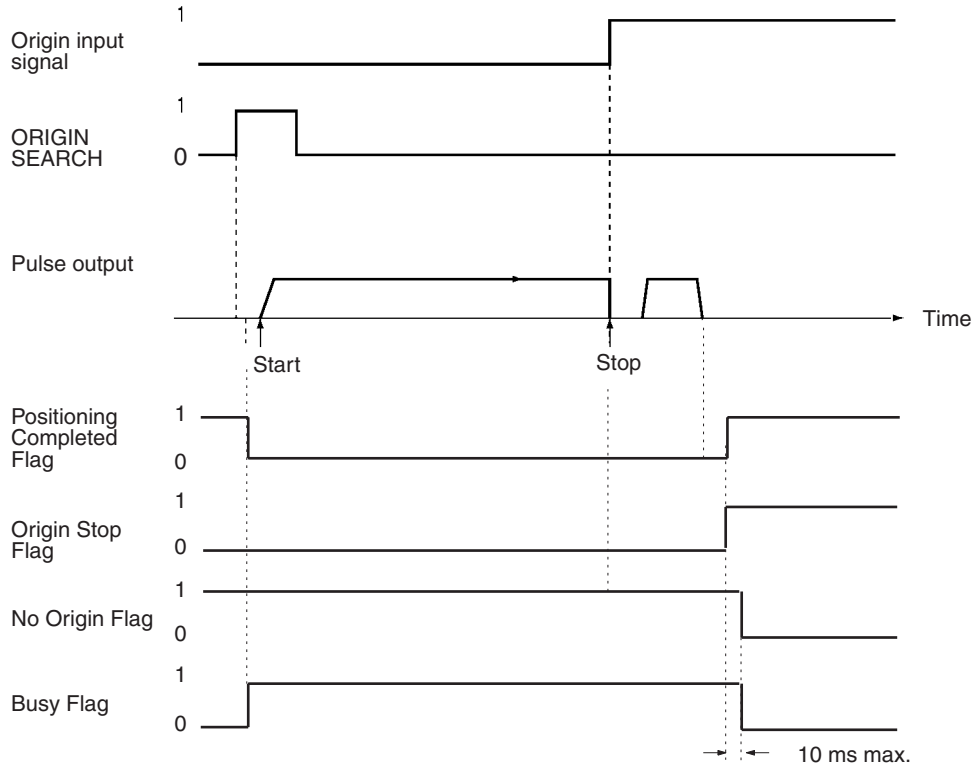 1
Origin input
signal
1
ORIGIN
SEARCH
0
Pulse output
Time
Start
Stop
Positioning
Completed
Flag
1
0
1
Origin Stop
Flag
0
1
No Origin Flag
0
1
Busy Flag
0
10 ms max.